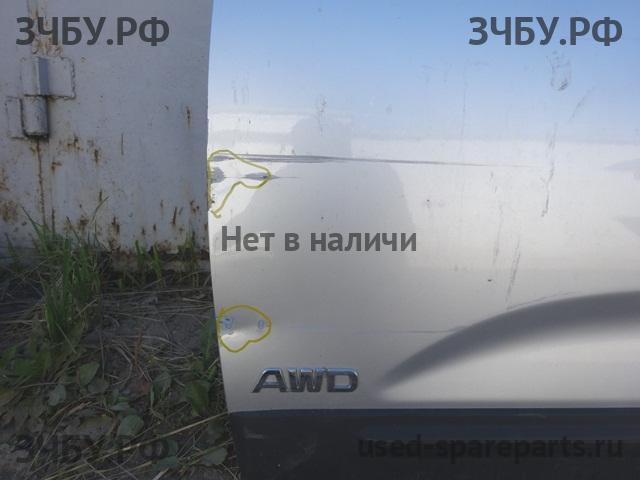 ЗЧБУ.РФ
ЗЧБУ.РФ
Нет в наличи
AWD
ЗЧБУ.РФ
used-spareparts.ru